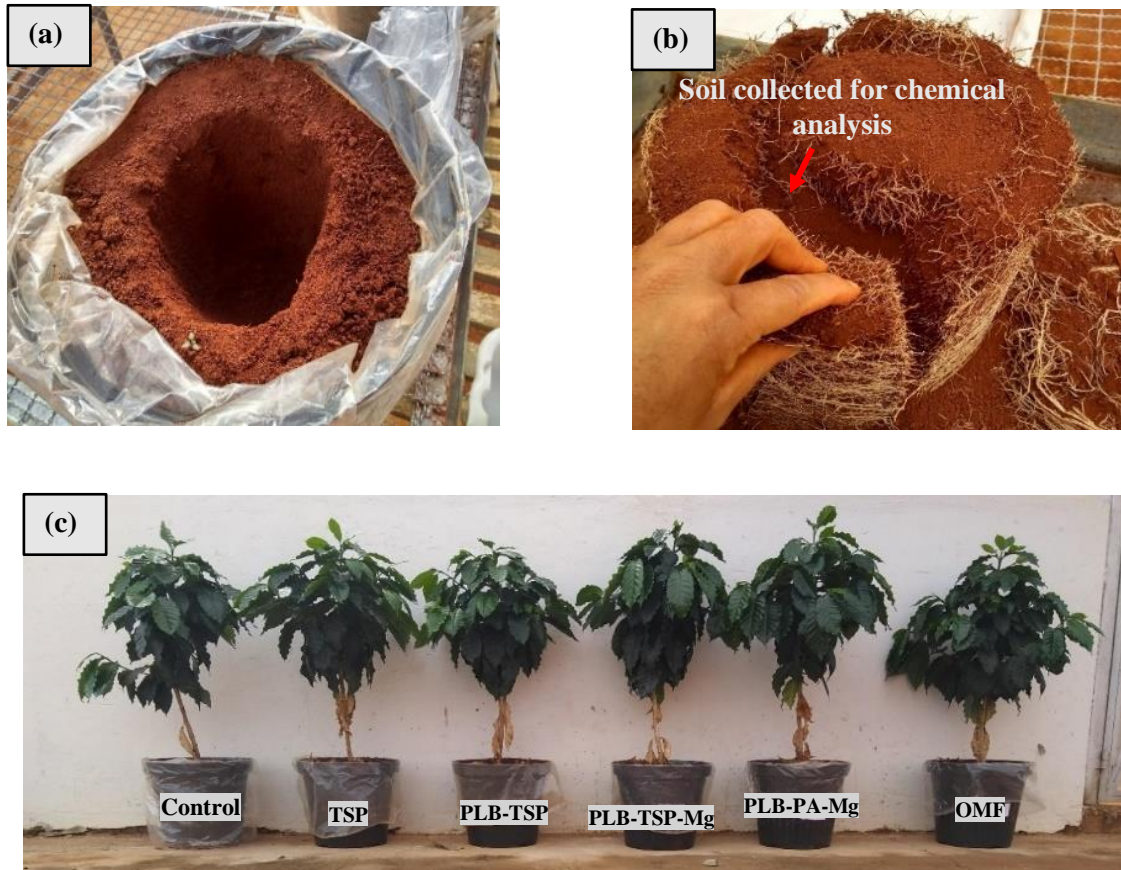 (a)
(b)
Soil collected for chemical
analysis
(c)
Control
TSP
PLB-TSP
PLB-TSP-Mg
PLB-PA-Mg
OMF